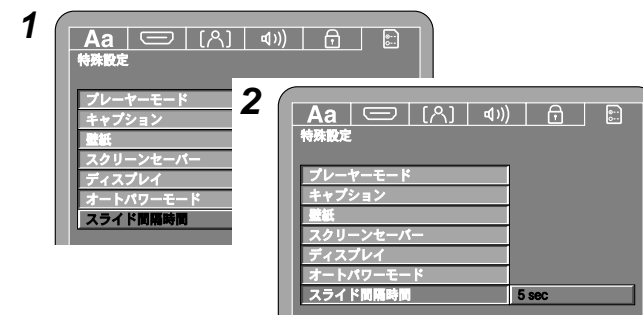 1
Aa
特殊設定
プレーヤーモード
キャプション
壁紙
スクリーンセーバー
ディスプレイ
オートパワーモード
スライド間隔時間
2
Aa
特殊設定
プレーヤーモード
キャプション
壁紙
スクリーンセーバー
ディスプレイ
オートパワーモード
スライド間隔時間 5 sec